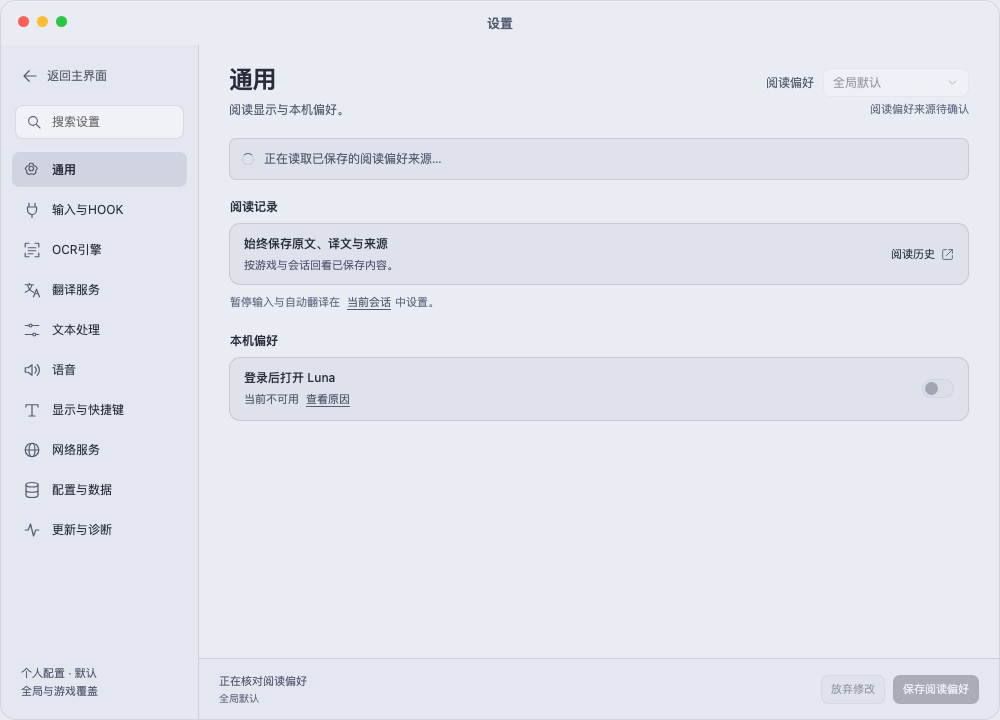 设置
返回主界面
搜索设置
通用
输入与HOOK
OCR引擎
翻译服务
文本处理
语音
显示与快捷键
网络服务
配置与数据
更新与诊断
个人配置 · 默认
全局与游戏覆盖
通用
阅读显示与本机偏好。
阅读偏好
全局默认
阅读偏好来源待确认
正在读取已保存的阅读偏好来源...
阅读记录
始终保存原文、译文与来源
按游戏与会话回看已保存内容。
阅读历史
暂停输入与自动翻译在 当前会话 中设置。
本机偏好
登录后打开 Luna
当前不可用 查看原因
正在核对阅读偏好
全局默认
放弃修改
保存阅读偏好